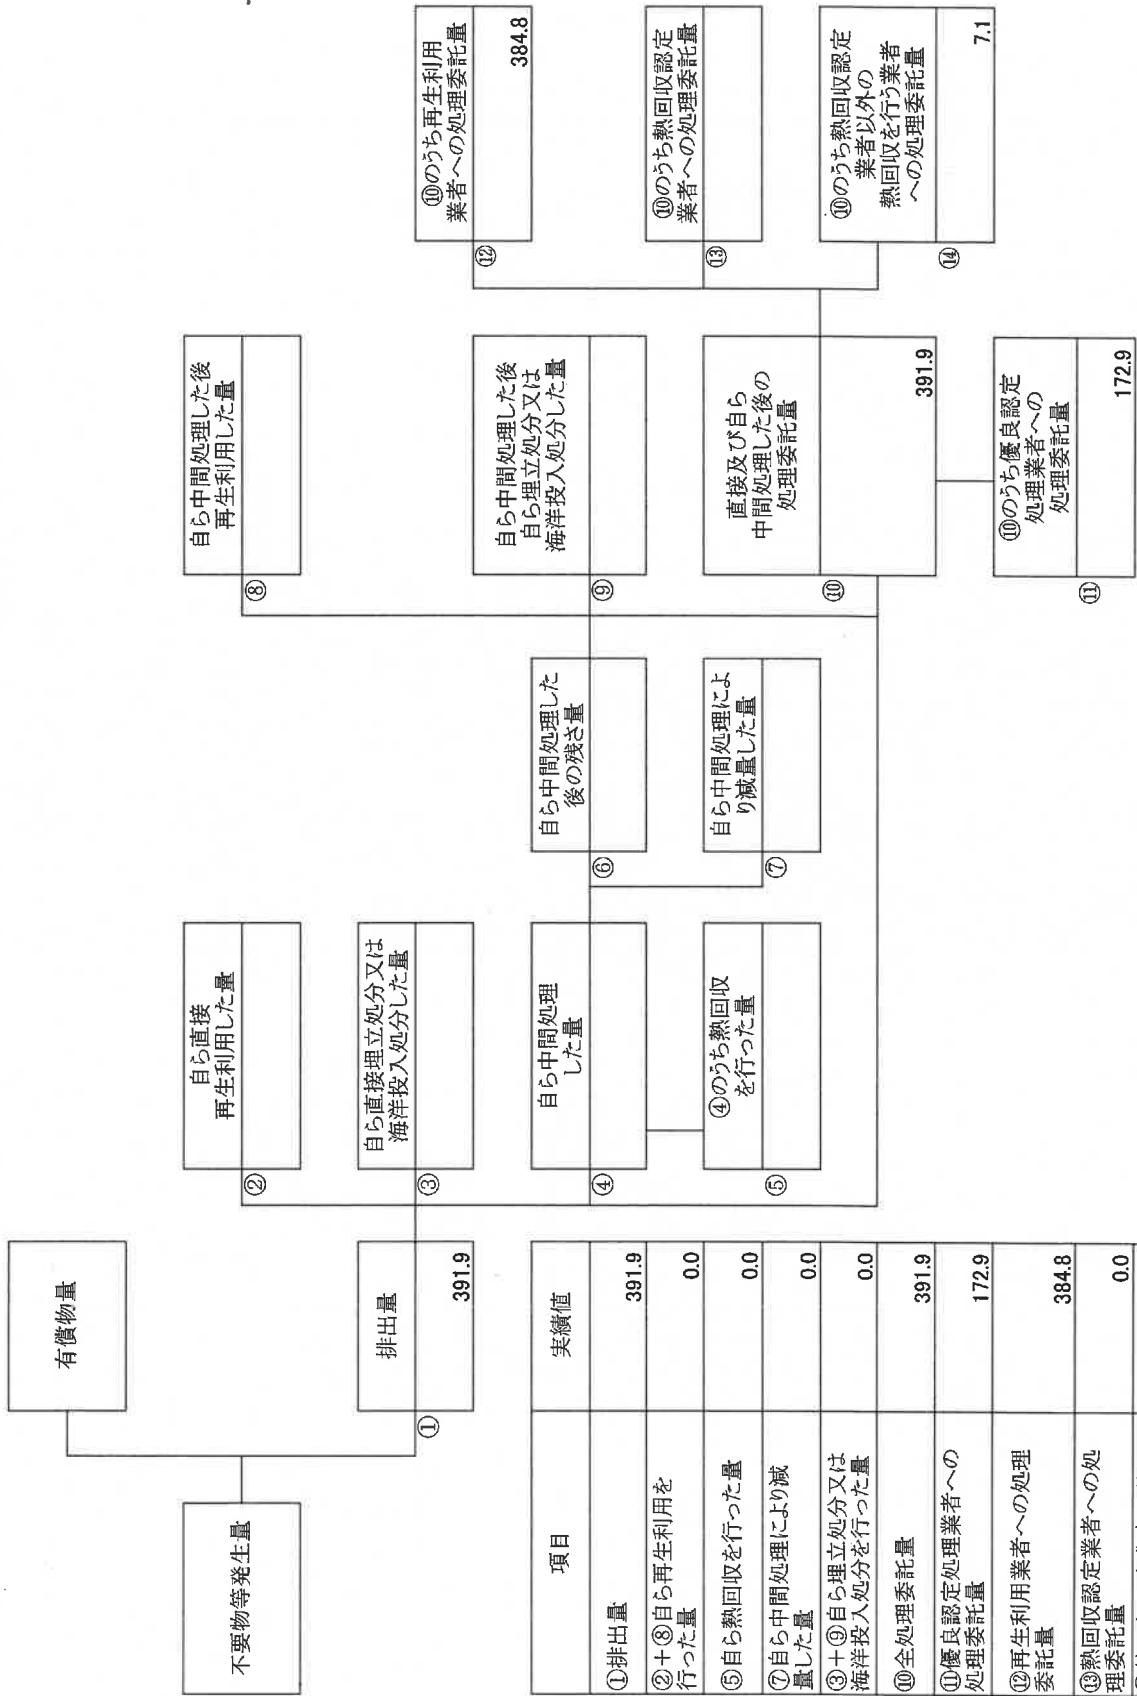 不要物等発生量
有償物量
排出量
①
391.9
自ら直接
再生利用した量
②
自ら直接埋立処分又は
海洋投入処分した量
③
自ら中間処理
した量
④
④のうち熱回収
を行った量
⑤
自ら中間処理した
後の残さ量
⑥
自ら中間処理によ
り減量した量
⑦
自ら中間処理した後
再生利用した量
⑧
自ら中間処理した後
自ら埋立処分又は
海洋投入処分した量
⑨
直接及び自ら
中間処理した後の
処理委託量
⑩
391.9
⑩のうち優良認定
処理業者への
処理委託量
⑪
172.9
⑩のうち再生利用
業者への処理委託量
⑫
384.8
⑩のうち熱回収認定
業者への処理委託量
⑬
⑩のうち熱回収認定
業者以外の
熱回収を行う業者
への処理委託量
⑭
7.1
項目 実績値
①排出量 391.9
②+⑧自ら再生利用を
行った量 0.0
⑤自ら熱回収を行った量 0.0
⑦自ら中間処理により減
量した量 0.0
③+⑨自ら埋立処分又は
海洋投入処分を行った量 0.0
⑩全処理委託量 391.9
⑪優良認定処理業者への
処理委託量 172.9
⑫再生利用業者への処理
委託量 384.8
⑬熱回収認定業者への処
理委託量 0.0